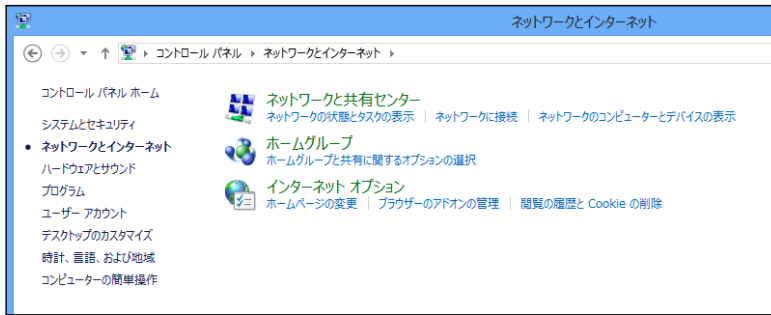 ネットワークとインターネット
コントロール パネル ネットワークとインターネット
コントロール パネル ホーム
システムとセキュリティ
ネットワークとインターネット
ハードウェアとサウンド
プログラム
ユーザー アカウント
デスクトップのカスタマイズ
時計、言語、および地域
コンピューターの簡単操作
ネットワークと共有センター
ネットワークの状態とタスクの表示 ネットワークに接続 ネットワークのコンピューターとデバイスの表示
ホームグループ
ホームグループと共有に関するオプションの選択
インターネット オプション
ホームページの変更 ブラウザーのアドオンの管理 閲覧の履歴と Cookie の削除